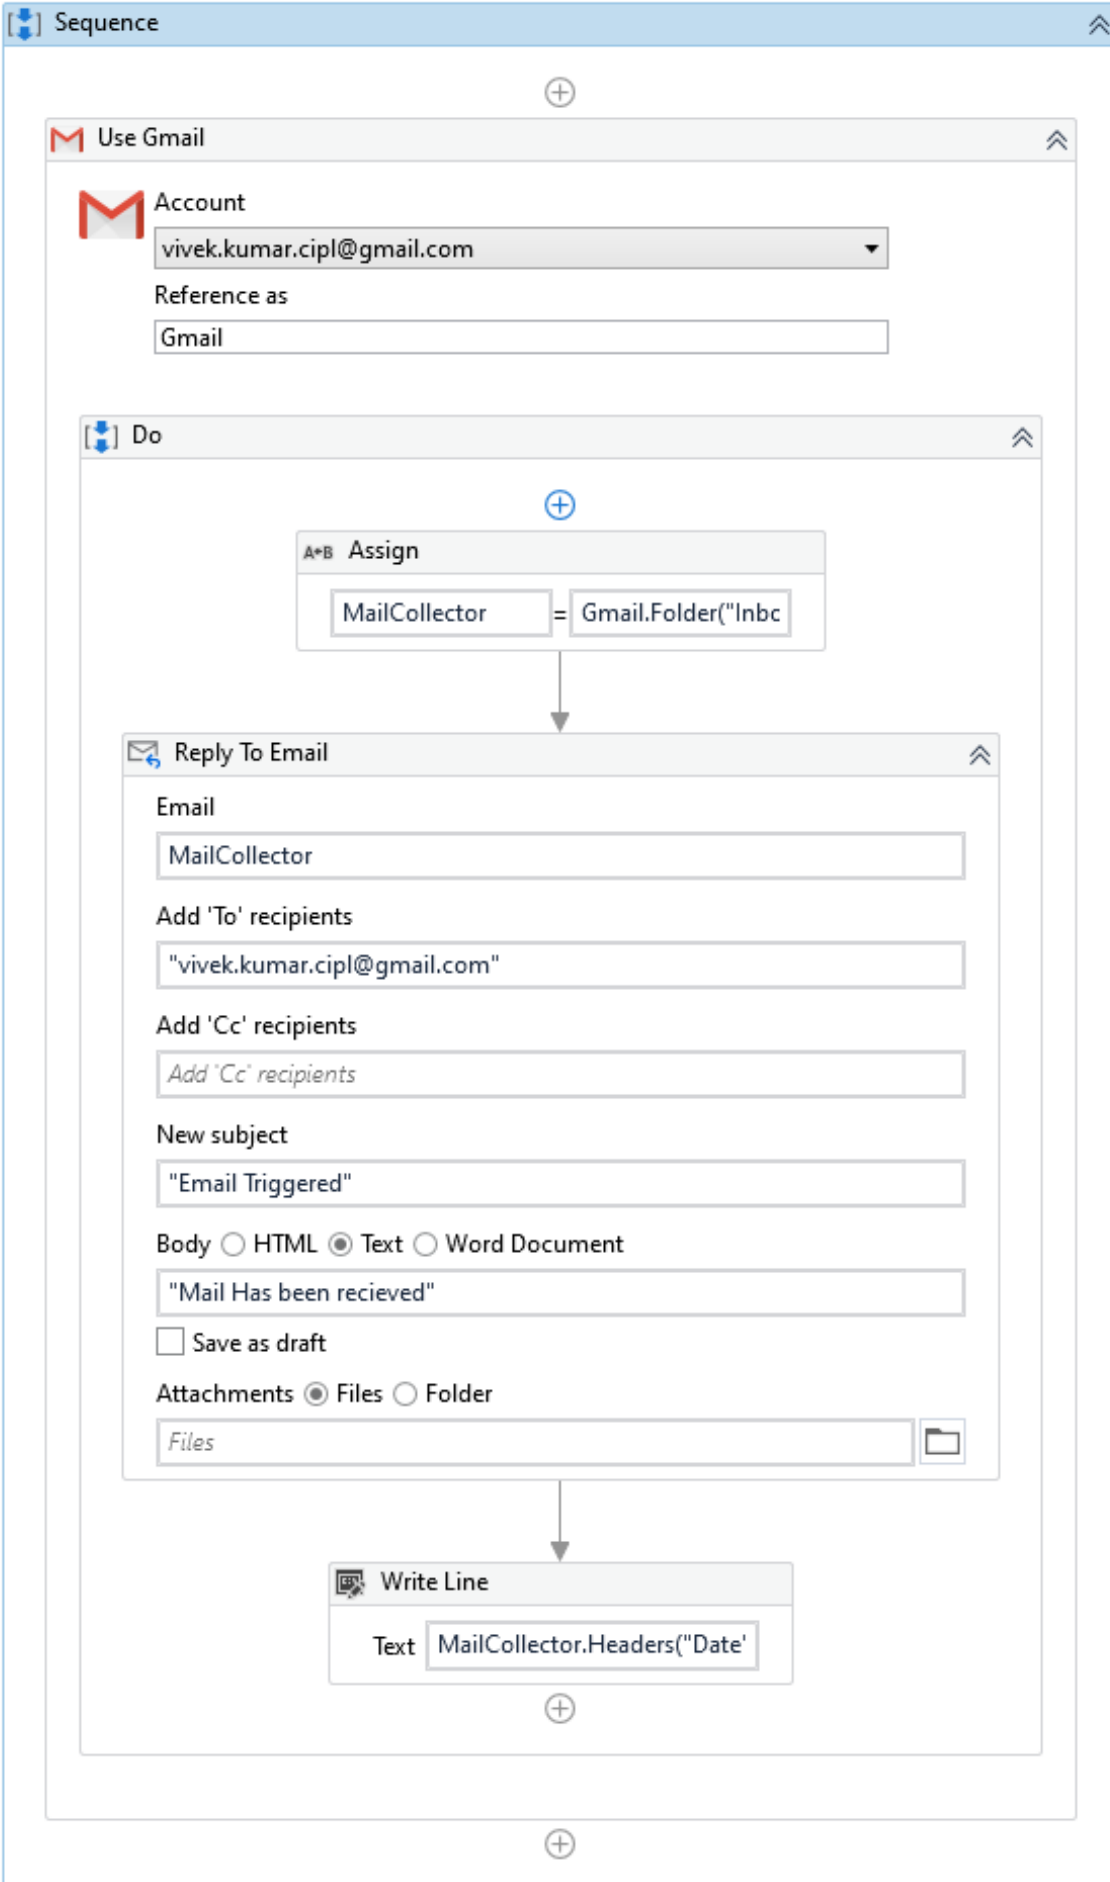 Sequence
Use Gmail
Account
vivek.kumar.cipl@gmail.com
Reference as
Gmail
Do
A←B Assign
MailCollector = Gmail.Folder("Inbc
Reply To Email
Email
MailCollector
Add 'To' recipients
"vivek.kumar.cipl@gmail.com"
Add 'Cc' recipients
Add 'Cc' recipients
New subject
"Email Triggered"
Body HTML Text Word Document
"Mail Has been recieved"
Save as draft
Attachments Files Folder
Files
Write Line
Text MailCollector.Headers("Date"